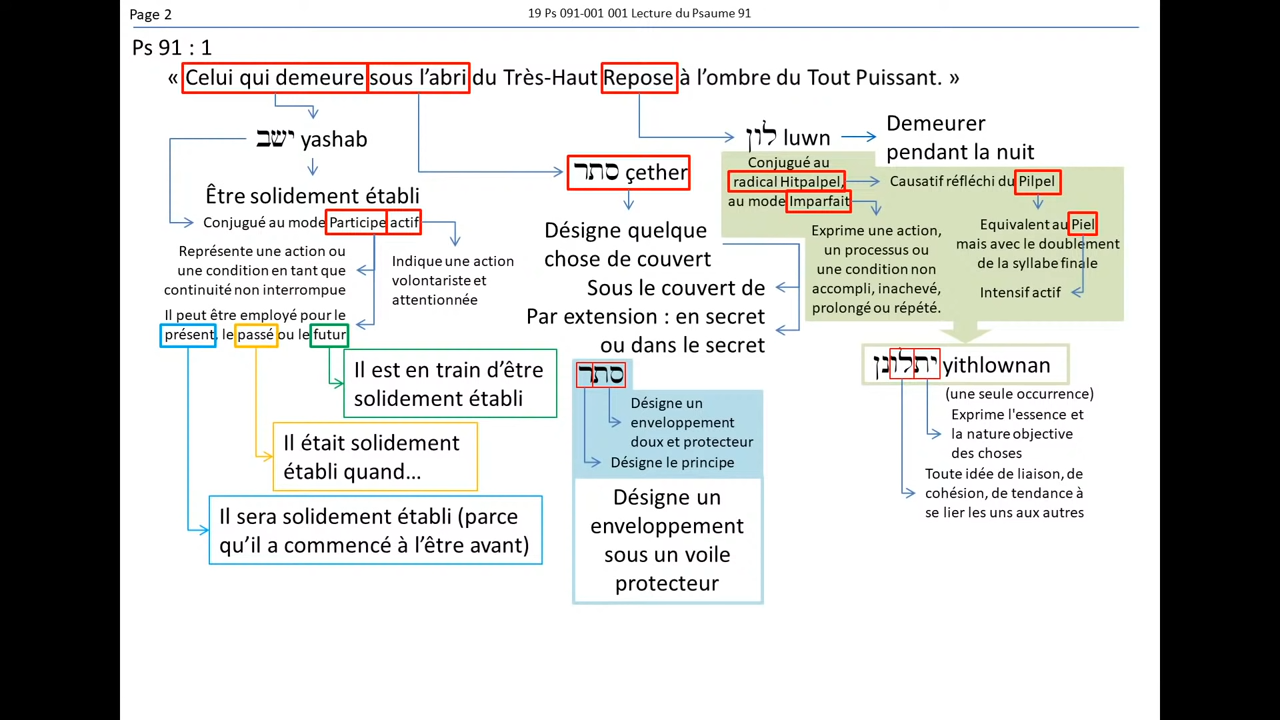 Page 2
19 Ps 091-001 001 Lecture du Psaume 91
Ps 91 : 1
« Celui qui demeure sous l’abri du Très-Haut Repose à l’ombre du Tout Puissant. »
ישב yashab
Être solidement établi
Conjugué au mode Participe actif
Représente une action ou
une condition en tant que
continuité non interrompue
Indique une action
volontariste et
attentionnée
Il peut être employé pour le
présent, le passé ou le futur
Il est en train d’être
solidement établi
Il était solidement
établi quand…
Il sera solidement établi (parce
qu’il a commencé à l’être avant)
סתר çether
Désigne quelque
chose de couvert
Sous le couvert de
Par extension : en secret
ou dans le secret
סתר
Désigne un
enveloppement
doux et protecteur
Désigne le principe
Désigne un
enveloppement
sous un voile
protecteur
לון luwn
Demeurer
pendant la nuit
Conjugué au
radical Hitpalpel,
au mode Imparfait
Causatif réfléchi du Pilpel
Equivalent au Piel
mais avec le doublement
de la syllabe finale
Intensif actif
Exprime une action,
un processus ou
une condition non
accompli, inachevé,
prolongé ou répété.
יתלונן yithlownan
(une seule occurrence)
Exprime l'essence et
la nature objective
des choses
Toute idée de liaison, de
cohésion, de tendance à
se lier les uns aux autres